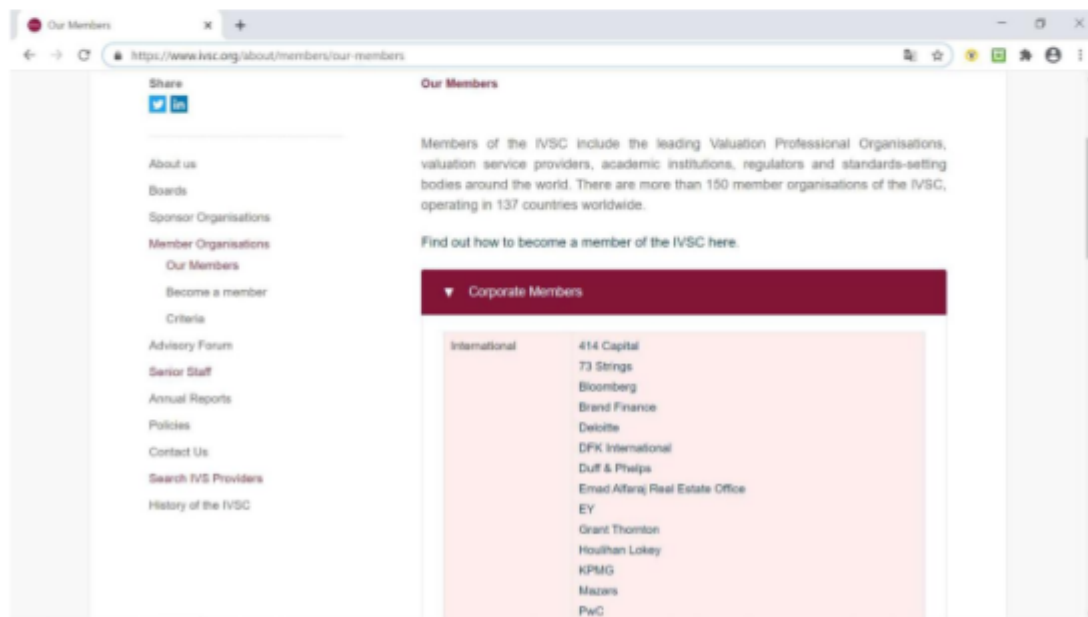 Our Members
https://www.ivsc.org/about/members/our-members
Share
About us
Boards
Sponsor Organisations
Member Organisations
Our Members
Become a member
Criteria
Advisory Forum
Senior Staff
Annual Reports
Policies
Contact Us
Search IVS Providers
History of the IVSC
Our Members
Members of the IVSC include the leading Valuation Professional Organisations,
valuation service providers, academic institutions, regulators and standards-setting
bodies around the world. There are more than 150 member organisations of the IVSC,
operating in 137 countries worldwide.
Find out how to become a member of the IVSC here.
Corporate Members
International
414 Capital
73 Strings
Bloomberg
Brand Finance
Deloitte
DFK International
Duff & Phelps
Emad Alfaraj Real Estate Office
EY
Grant Thornton
Houlihan Lokey
KPMG
Mazars
PwC